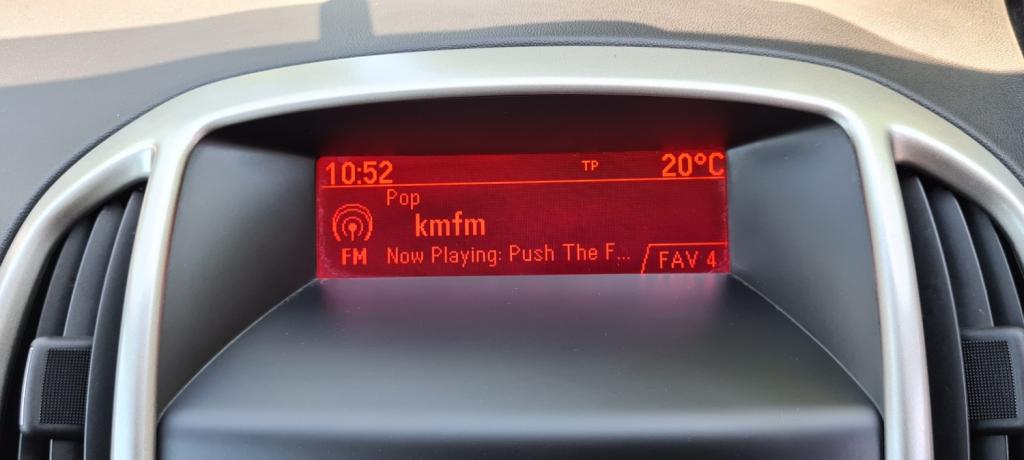 10:52 TP 20°C
Pop
kmfm
FM Now Playing: Push The F... FAV 4